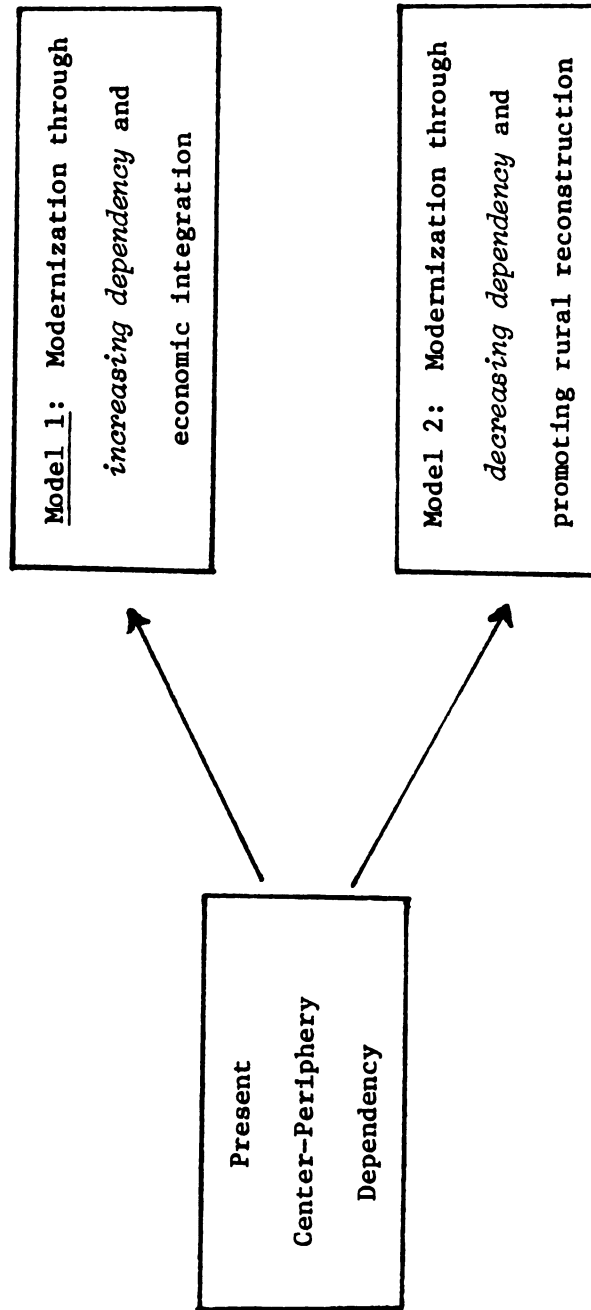 Present
Center-Periphery
Dependency
Model 1: Modernization through
increasing dependency and
economic integration
Model 2: Modernization through
decreasing dependency and
promoting rural reconstruction